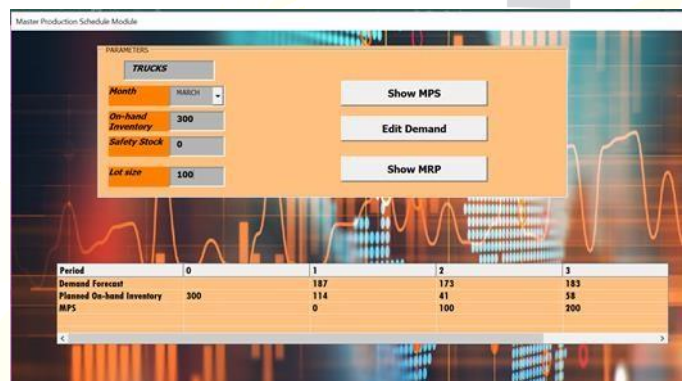 Master Production Schedule Module
PARAMETERS
TRUCKS
Month MARCH
On-hand Inventory 300
Safety Stock 0
Lot size 100
Show MPS
Edit Demand
Show MRP
Period 0 1 2 3
Demand Forecast 187 173 183
Planned On-hand Inventory 300 114 41 58
MPS 0 100 200